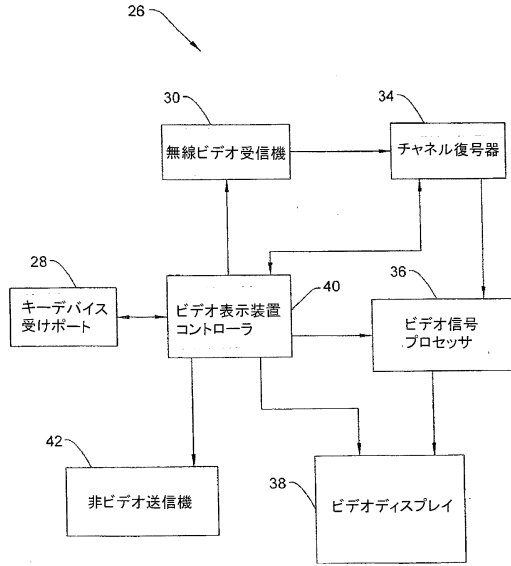 26
30
無線ビデオ受信機
34
チャネル復号器
28
キーデバイス
受けポート
ビデオ表示装置
コントローラ
40
36
ビデオ信号
プロセッサ
42
非ビデオ送信機
38
ビデオディスプレイ